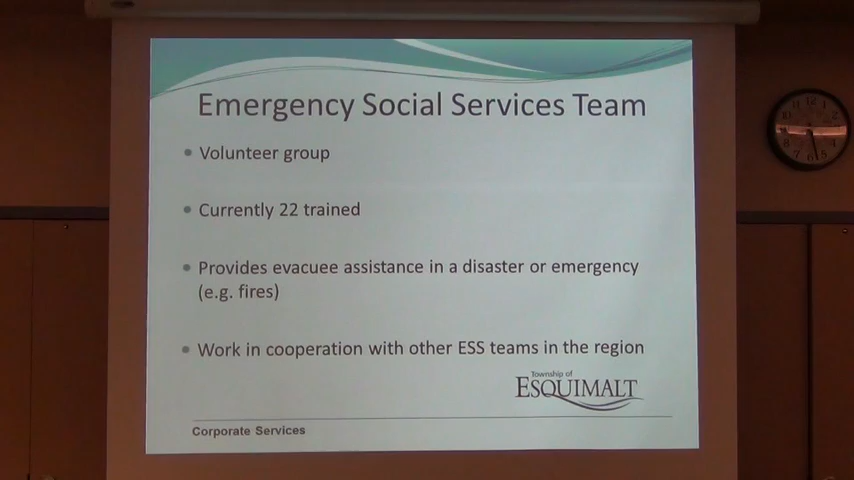 Emergency Social Services Team
• Volunteer group
• Currently 22 trained
• Provides evacuee assistance in a disaster or emergency
(e.g. fires)
• Work in cooperation with other ESS teams in the region
Township of
ESQUIMALT
Corporate Services